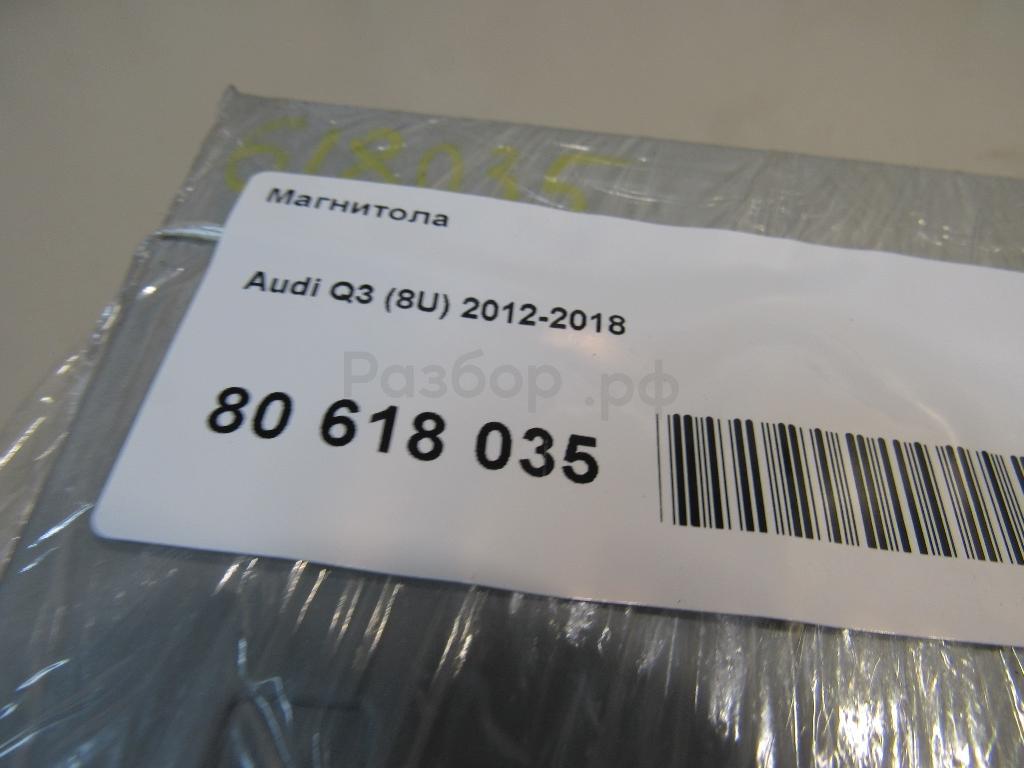 618035
Магнитола
Audi Q3 (8U) 2012-2018
Разбор.рф
80 618 035